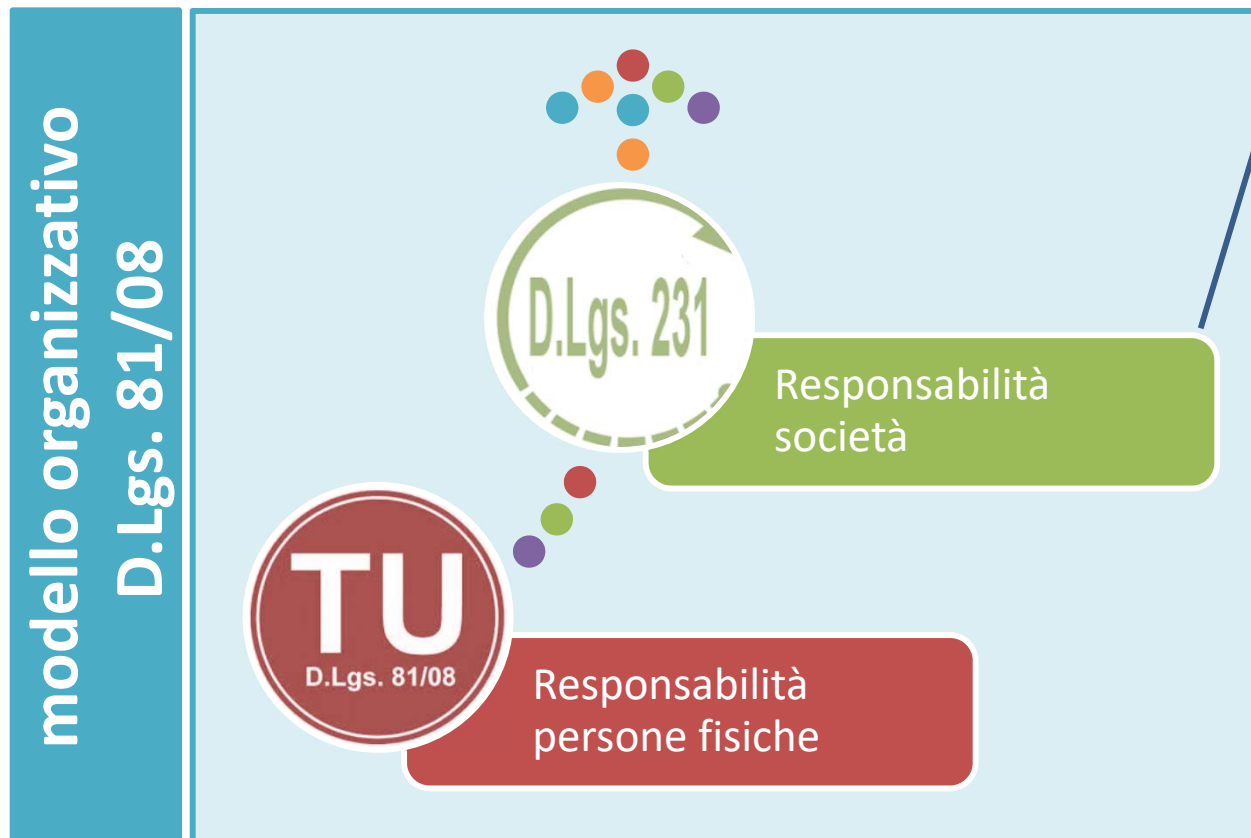 modello organizzativo
D.Lgs. 81/08
D.Lgs. 231
Responsabilità
società
TU
D.Lgs. 81/08
Responsabilità
persone fisiche